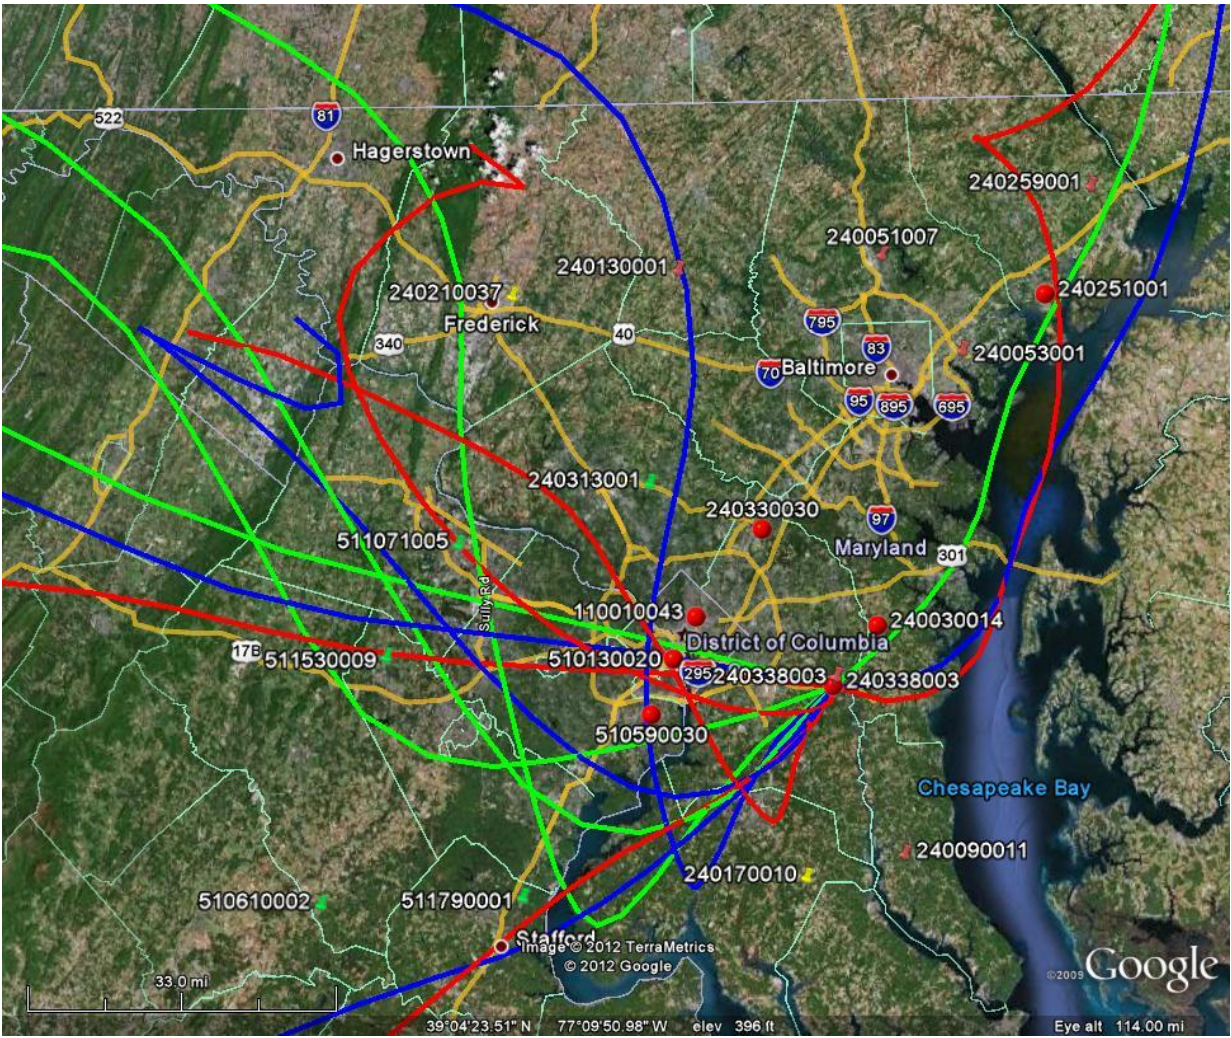 522
81
Hagerstown
240259001
240051007
240130001
240251001
240210037
Frederick
795
40
340
83
240053001
70
Baltimore
95
895
695
240313001
240330030
97
511071005
Maryland
301
Sully Rd
110010043
240030014
District of Columbia
17B
511530009
510130020
295
240338003
240338003
510590030
Chesapeake Bay
240090011
240170010
510610002
511790001
Stafford
Image © 2012 TerraMetrics
© 2012 Google
©2009 Google
33.0 mi
39°04'23.51" N 77°09'50.98" W elev 396 ft
Eye alt 114.00 mi